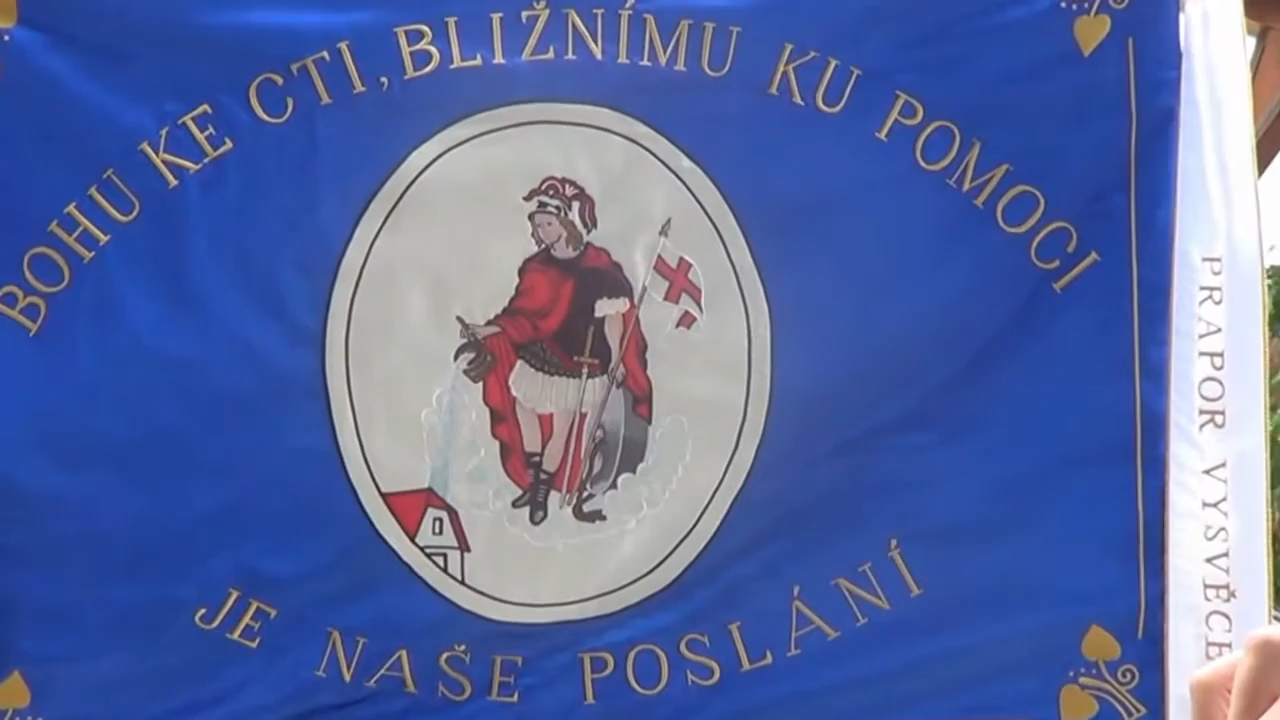 BOHU KE CTI, BLIŽNÍMU KU POMOCI
JE NAŠE POSLÁNÍ
PRAPOR VYSVĚCE